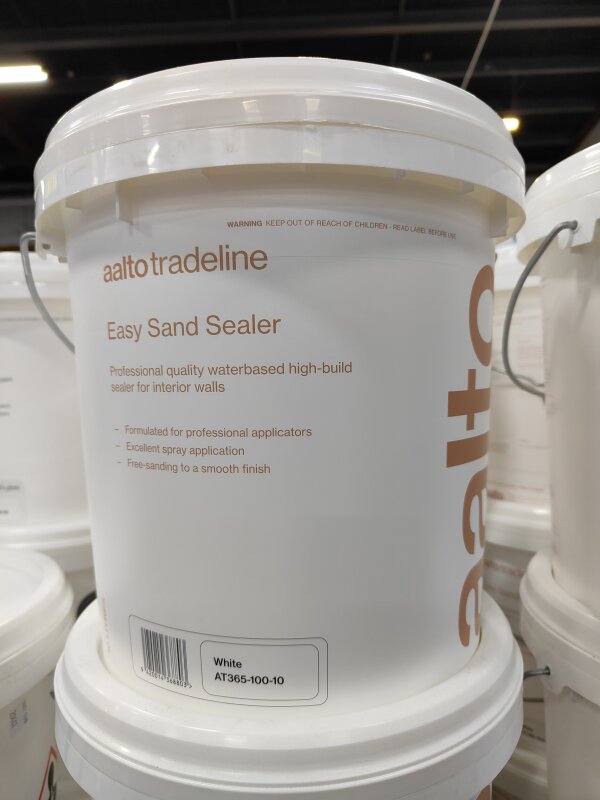 WARNING KEEP OUT OF REACH OF CHILDREN - READ LABEL BEFORE USE
aalto tradeline
Easy Sand Sealer
Professional quality waterbased high-build
sealer for interior walls
– Formulated for professional applicators
– Excellent spray application
– Free-sanding to a smooth finish
aalto
White
AT365-100-10